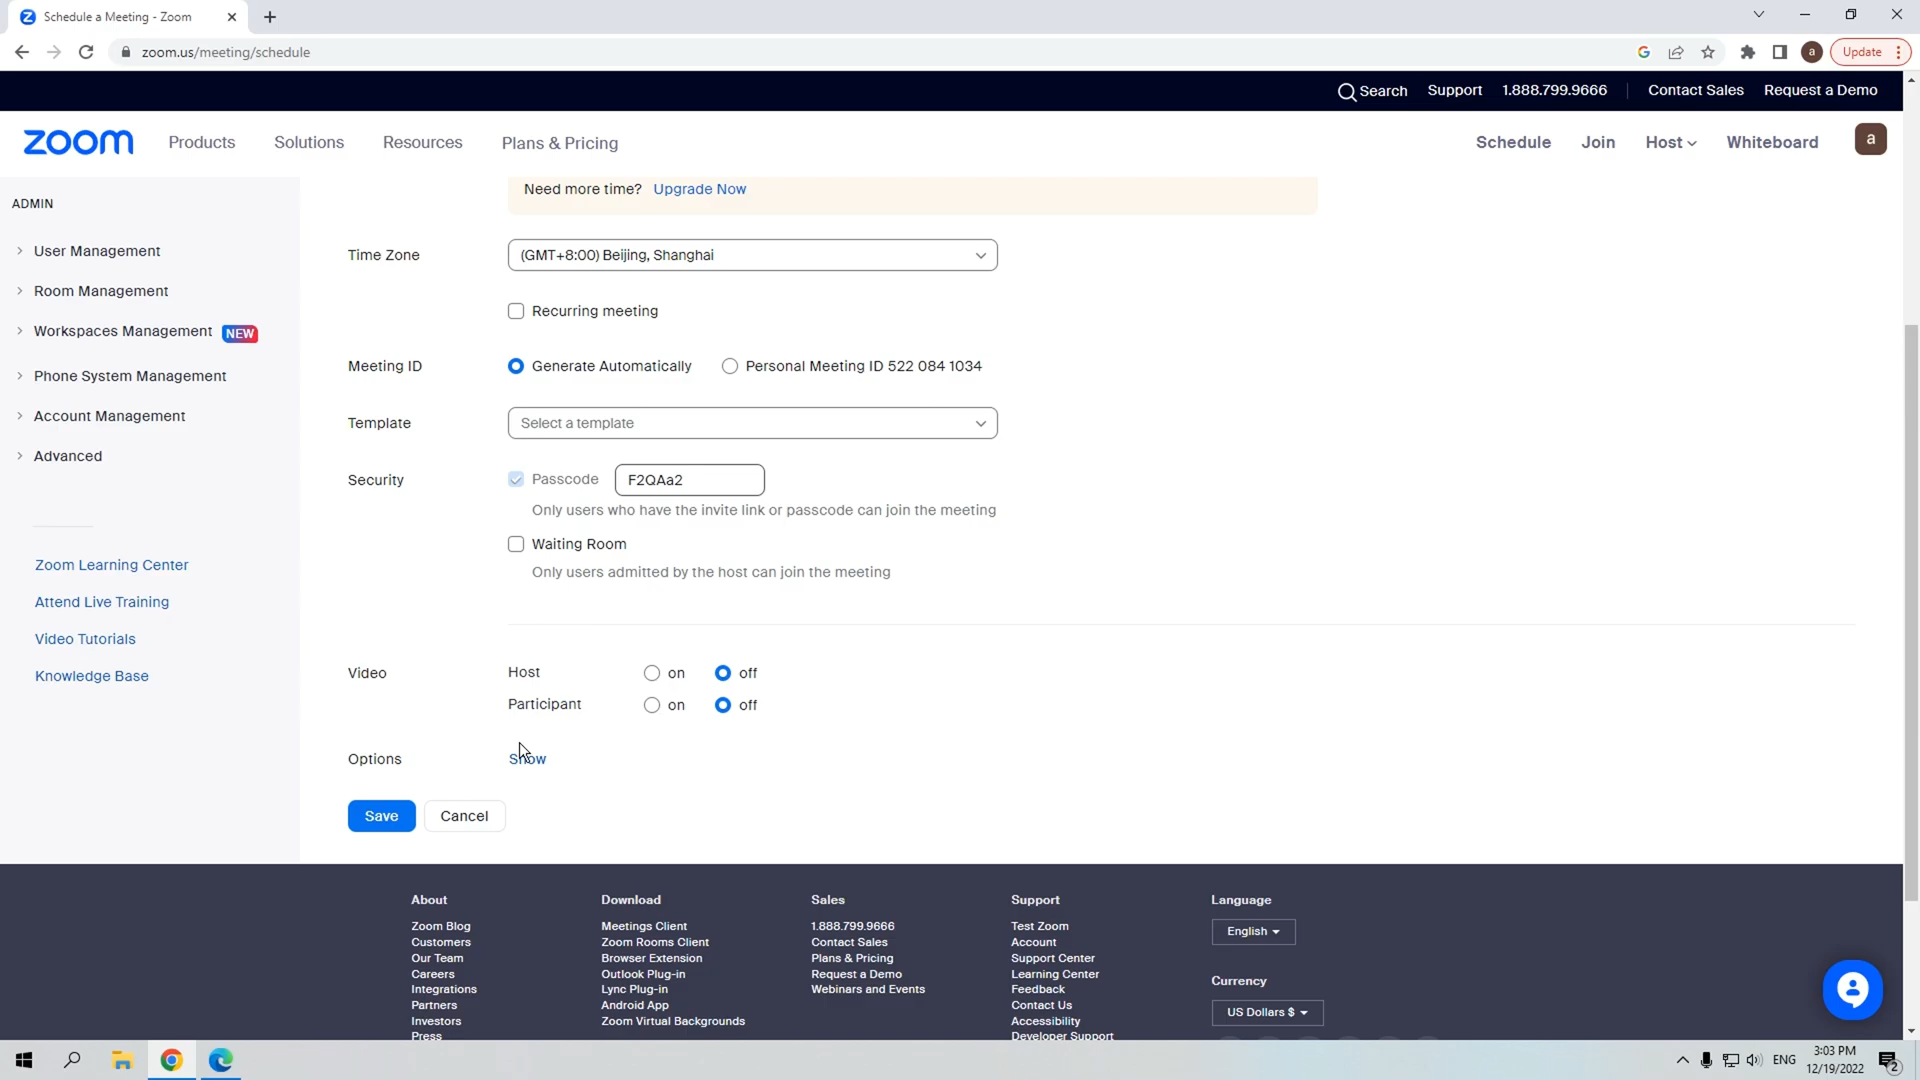 Schedule a Meeting - Zoom
zoom.us/meeting/schedule
a
Update
Search
Support
1.888.799.9666
Contact Sales
Request a Demo
zoom
Products
Solutions
Resources
Plans & Pricing
Schedule
Join
Host
Whiteboard
a
ADMIN
User Management
Room Management
Workspaces Management NEW
Phone System Management
Account Management
Advanced
Zoom Learning Center
Attend Live Training
Video Tutorials
Knowledge Base
Need more time? Upgrade Now
Time Zone
(GMT+8:00) Beijing, Shanghai
Recurring meeting
Meeting ID
Generate Automatically
Personal Meeting ID 522 084 1034
Template
Select a template
Security
Passcode
F2QAa2
Only users who have the invite link or passcode can join the meeting
Waiting Room
Only users admitted by the host can join the meeting
Video
Host
on
off
Participant
on
off
Options
Show
Save
Cancel
About
Zoom Blog
Customers
Our Team
Careers
Integrations
Partners
Investors
Press
Download
Meetings Client
Zoom Rooms Client
Browser Extension
Outlook Plug-in
Lync Plug-in
Android App
Zoom Virtual Backgrounds
Sales
1.888.799.9666
Contact Sales
Plans & Pricing
Request a Demo
Webinars and Events
Support
Test Zoom
Account
Support Center
Learning Center
Feedback
Contact Us
Accessibility
Developer Support
Language
English
Currency
US Dollars $
ENG
3:03 PM
12/19/2022
2